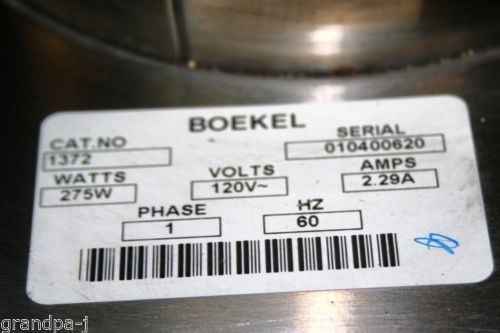 BOEKEL
CAT.NO SERIAL
1372 010400620
WATTS VOLTS AMPS
275W 120V~ 2.29A
PHASE HZ
1 60
grandpa-j